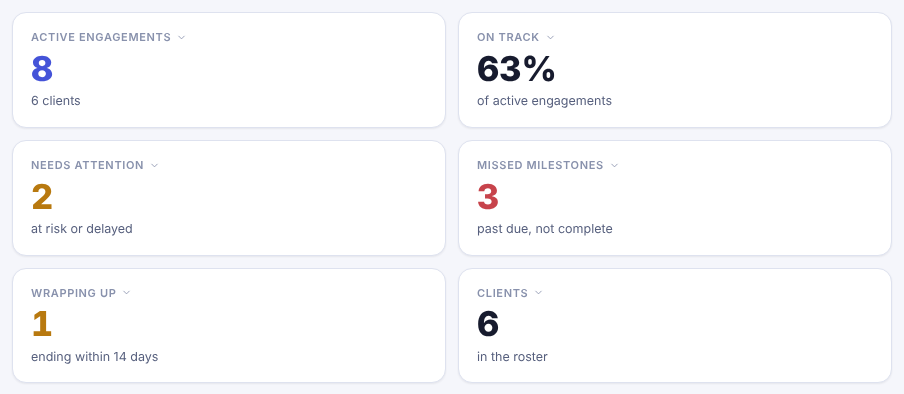 ACTIVE ENGAGEMENTS
8
6 clients
ON TRACK
63%
of active engagements
NEEDS ATTENTION
2
at risk or delayed
MISSED MILESTONES
3
past due, not complete
WRAPPING UP
1
ending within 14 days
CLIENTS
6
in the roster